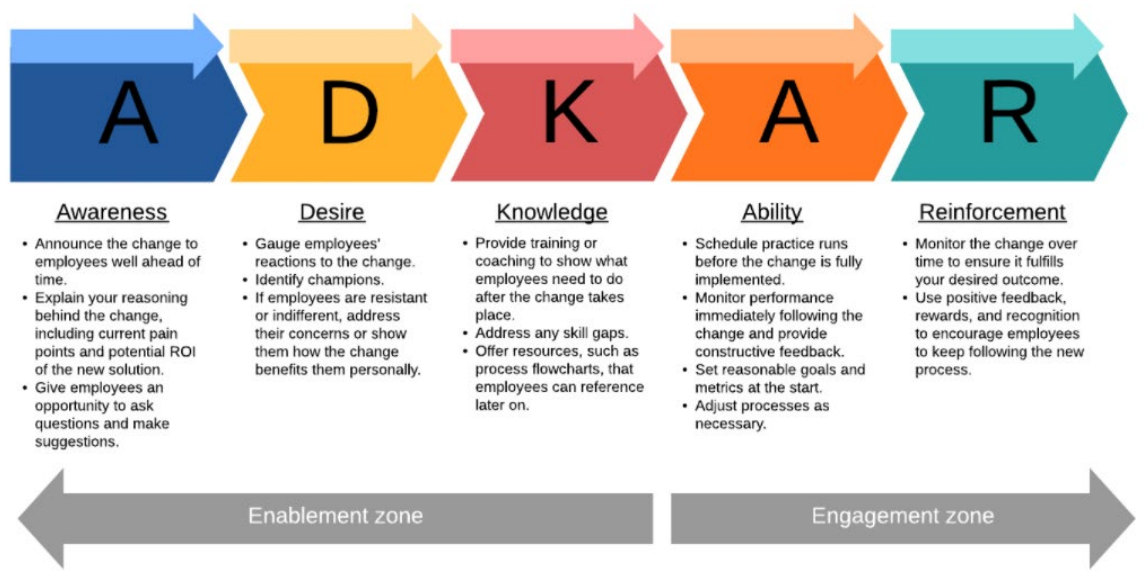 A
D
K
A
R
Awareness
• Announce the change to
employees well ahead of
time.
• Explain your reasoning
behind the change,
including current pain
points and potential ROI
of the new solution.
• Give employees an
opportunity to ask
questions and make
suggestions.
Desire
• Gauge employees'
reactions to the change.
• Identify champions.
• If employees are resistant
or indifferent, address
their concerns or show
them how the change
benefits them personally.
Knowledge
• Provide training or
coaching to show what
employees need to do
after the change takes
place.
• Address any skill gaps.
• Offer resources, such as
process flowcharts, that
employees can reference
later on.
Ability
• Schedule practice runs
before the change is fully
implemented.
• Monitor performance
immediately following the
change and provide
constructive feedback.
• Set reasonable goals and
metrics at the start.
• Adjust processes as
necessary.
Reinforcement
• Monitor the change over
time to ensure it fulfills
your desired outcome.
• Use positive feedback,
rewards, and recognition
to encourage employees
to keep following the new
process.
Enablement zone
Engagement zone